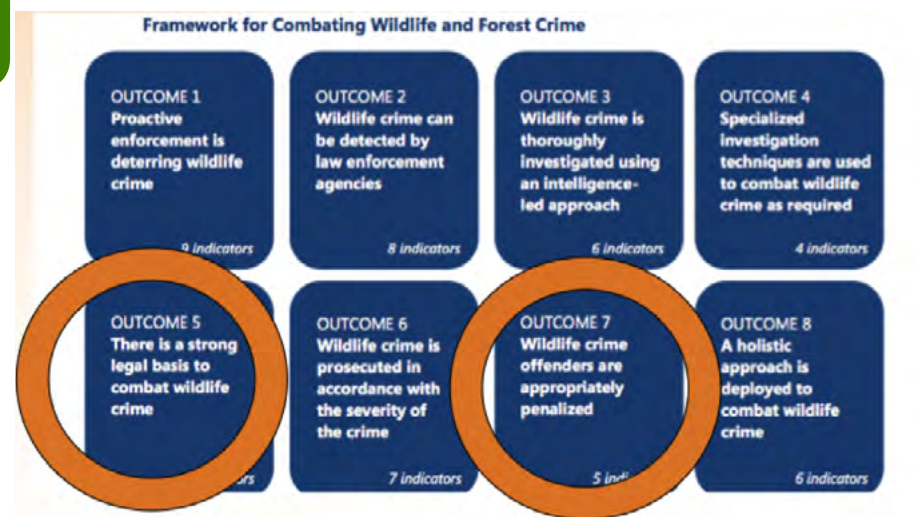 Framework for Combating Wildlife and Forest Crime
OUTCOME 1
Proactive
enforcement is
deterring wildlife
crime
9 indicators
OUTCOME 2
Wildlife crime can
be detected by
law enforcement
agencies
8 indicators
OUTCOME 3
Wildlife crime is
thoroughly
investigated using
an intelligence-
led approach
6 indicators
OUTCOME 4
Specialized
investigation
techniques are used
to combat wildlife
crime as required
4 indicators
OUTCOME 5
There is a strong
legal basis to
combat wildlife
crime
OUTCOME 6
Wildlife crime is
prosecuted in
accordance with
the severity of
the crime
7 indicators
OUTCOME 7
Wildlife crime
offenders are
appropriately
penalized
5
OUTCOME 8
A holistic
approach is
deployed to
combat wildlife
crime
6 indicators